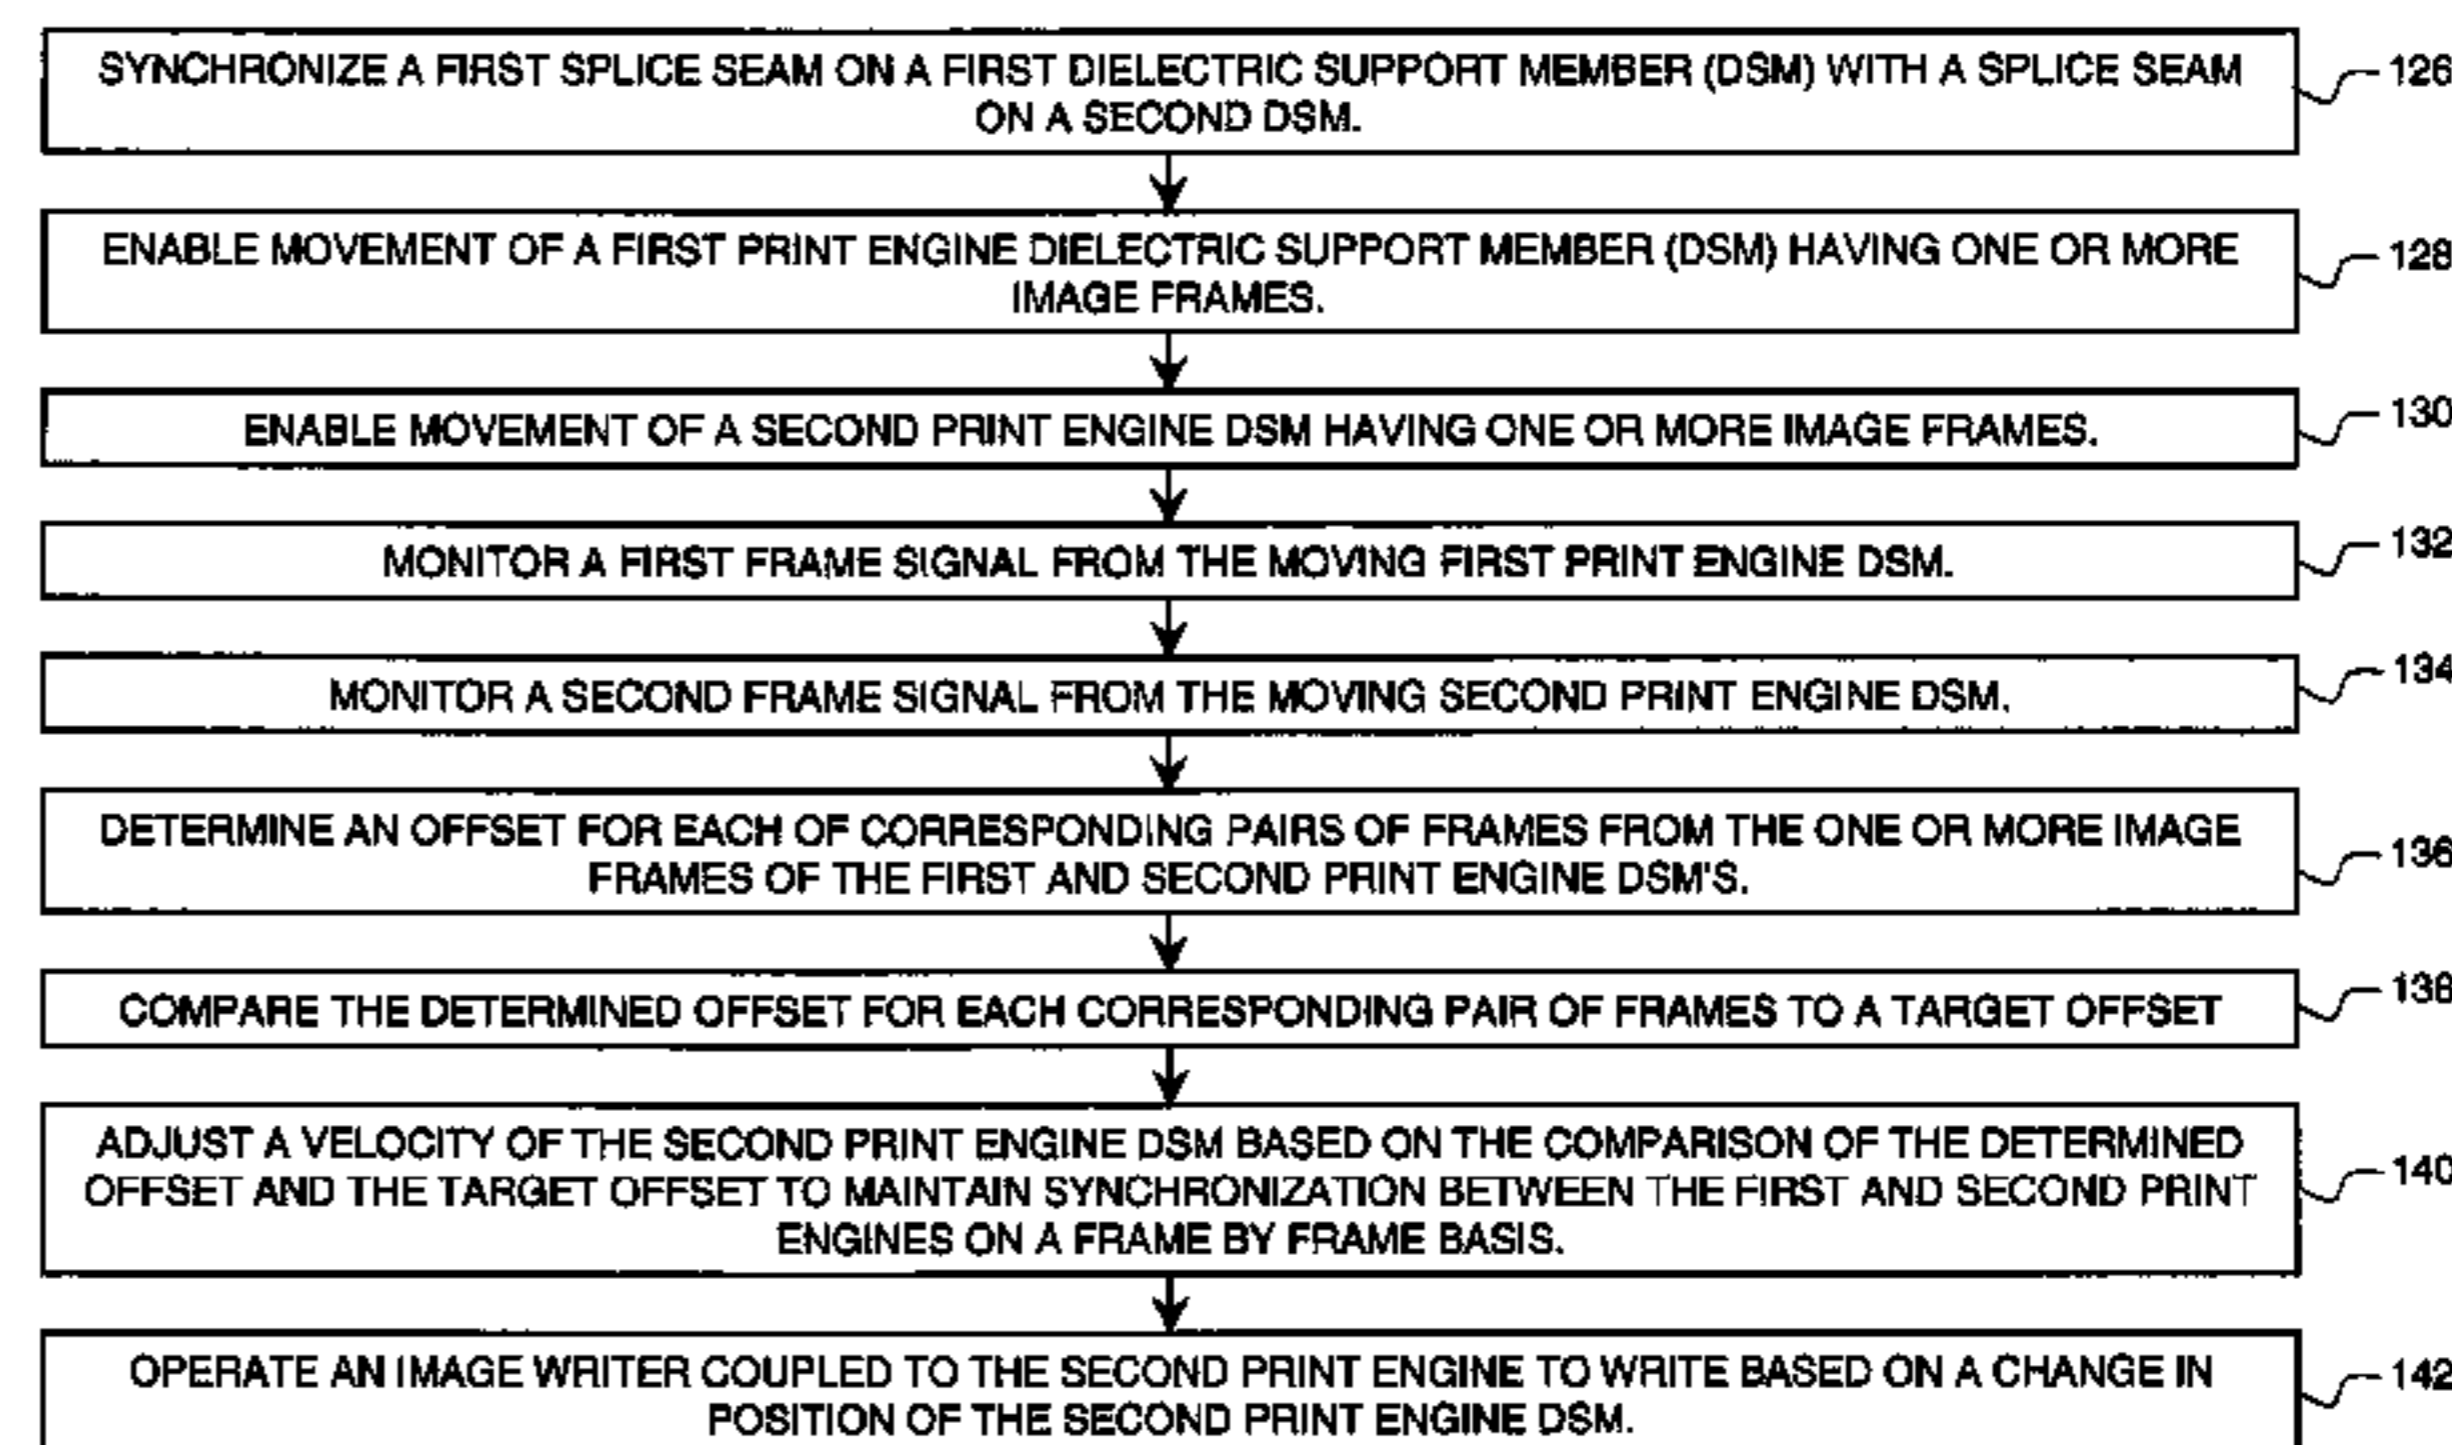 SYNCHRONIZE A FIRST SPLICE SEAM ON A FIRST DIELECTRIC SUPPORT MEMBER (DSM) WITH A SPLICE SEAM
ON A SECOND DSM.
126
ENABLE MOVEMENT OF A FIRST PRINT ENGINE DIELECTRIC SUPPORT MEMBER (DSM) HAVING ONE OR MORE
IMAGE FRAMES.
128
ENABLE MOVEMENT OF A SECOND PRINT ENGINE DSM HAVING ONE OR MORE IMAGE FRAMES.
130
MONITOR A FIRST FRAME SIGNAL FROM THE MOVING FIRST PRINT ENGINE DSM.
132
MONITOR A SECOND FRAME SIGNAL FROM THE MOVING SECOND PRINT ENGINE DSM.
134
DETERMINE AN OFFSET FOR EACH OF CORRESPONDING PAIRS OF FRAMES FROM THE ONE OR MORE IMAGE
FRAMES OF THE FIRST AND SECOND PRINT ENGINE DSM'S.
136
COMPARE THE DETERMINED OFFSET FOR EACH CORRESPONDING PAIR OF FRAMES TO A TARGET OFFSET
138
ADJUST A VELOCITY OF THE SECOND PRINT ENGINE DSM BASED ON THE COMPARISON OF THE DETERMINED
OFFSET AND THE TARGET OFFSET TO MAINTAIN SYNCHRONIZATION BETWEEN THE FIRST AND SECOND PRINT
ENGINES ON A FRAME BY FRAME BASIS.
140
OPERATE AN IMAGE WRITER COUPLED TO THE SECOND PRINT ENGINE TO WRITE BASED ON A CHANGE IN
POSITION OF THE SECOND PRINT ENGINE DSM.
142